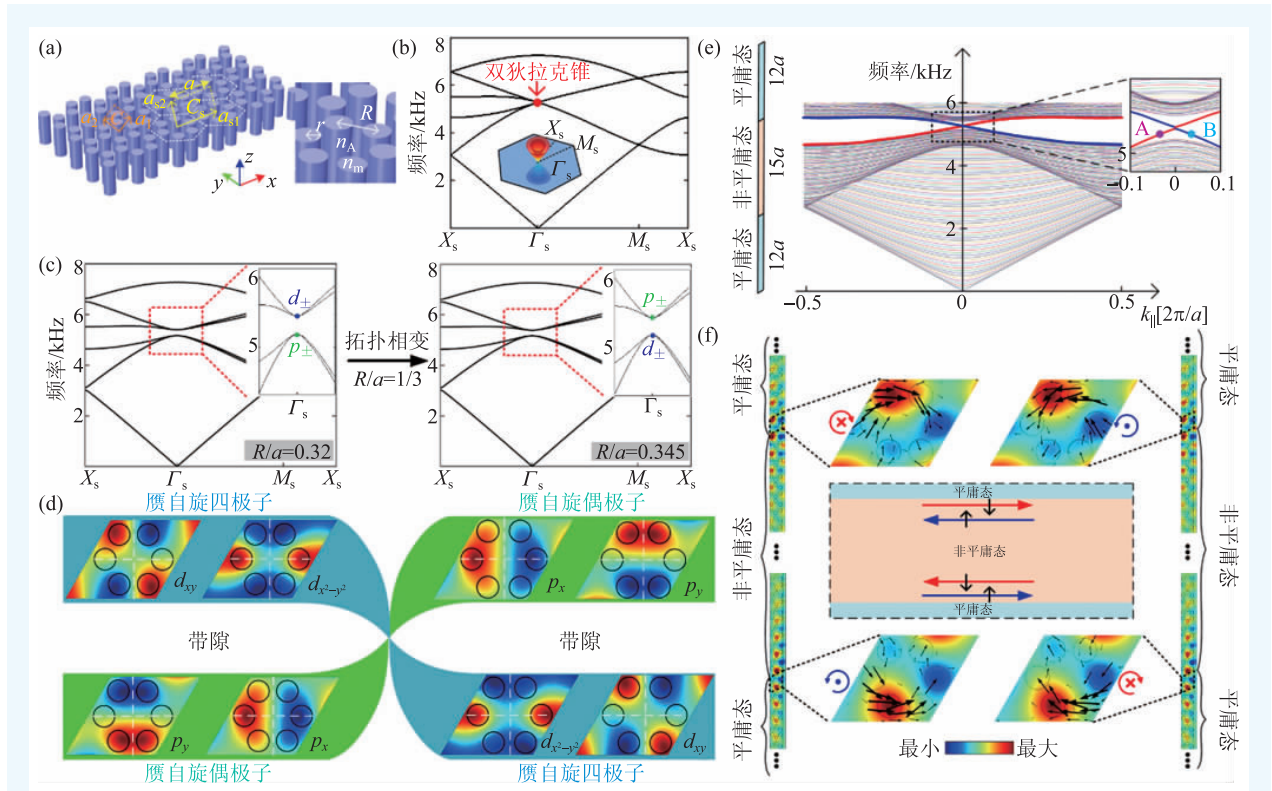 (a)
a
a_s2
C_s
a_s1
a_2
a_1
r
R
n_A
n_m
z
y
x
(b)
频率/kHz
8
6
4
2
双狄拉克锥
X_s
M_s
Γ_s
X_s
Γ_s
M_s
X_s
(c)
频率/kHz
8
6
4
2
6
5
d_±
p_±
Γ_s
R/a=0.32
X_s
Γ_s
M_s
X_s
拓扑相变
R/a=1/3
8
6
4
2
6
5
p_±
d_±
Γ_s
R/a=0.345
X_s
Γ_s
M_s
X_s
(d)
赝自旋四极子
赝自旋偶极子
d_xy
d_x²−y²
p_x
p_y
带隙
带隙
p_y
p_x
d_x²−y²
d_xy
赝自旋偶极子
赝自旋四极子
(e)
平庸态
12a
非平庸态
15a
平庸态
12a
频率/kHz
6
4
2
−0.5
0
0.5
k_∥[2π/a]
A
B
5
−0.1
0
0.1
(f)
平庸态
非平庸态
平庸态
平庸态
非平庸态
平庸态
平庸态
非平庸态
平庸态
最小
最大